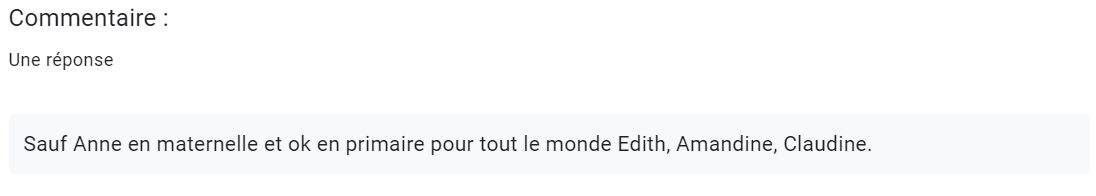 Commentaire :
Une réponse
Sauf Anne en maternelle et ok en primaire pour tout le monde Edith, Amandine, Claudine.